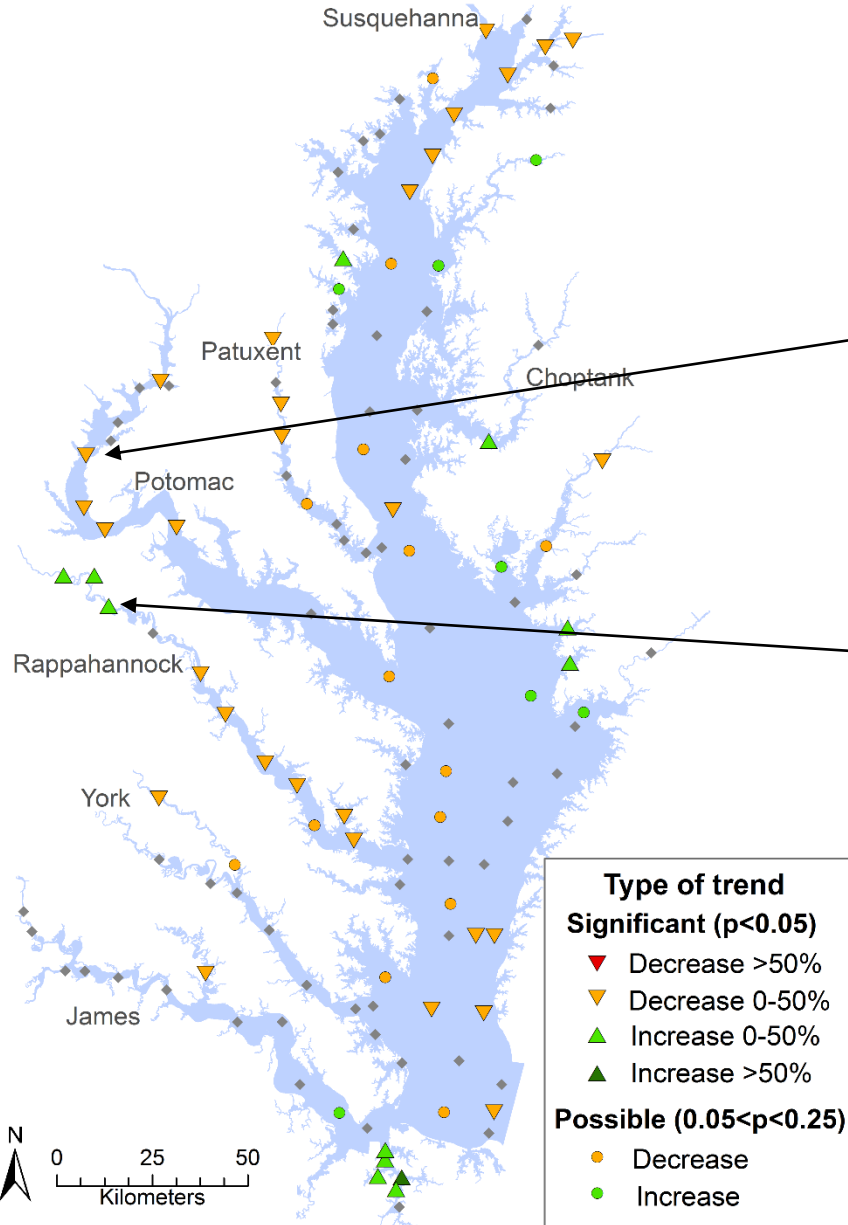 Susquehanna
Patuxent
Choptank
Potomac
Rappahannock
York
James
N
0 25 50
Kilometers
Type of trend
Significant (p<0.05)
Decrease >50%
Decrease 0-50%
Increase 0-50%
Increase >50%
Possible (0.05<p<0.25)
Decrease
Increase